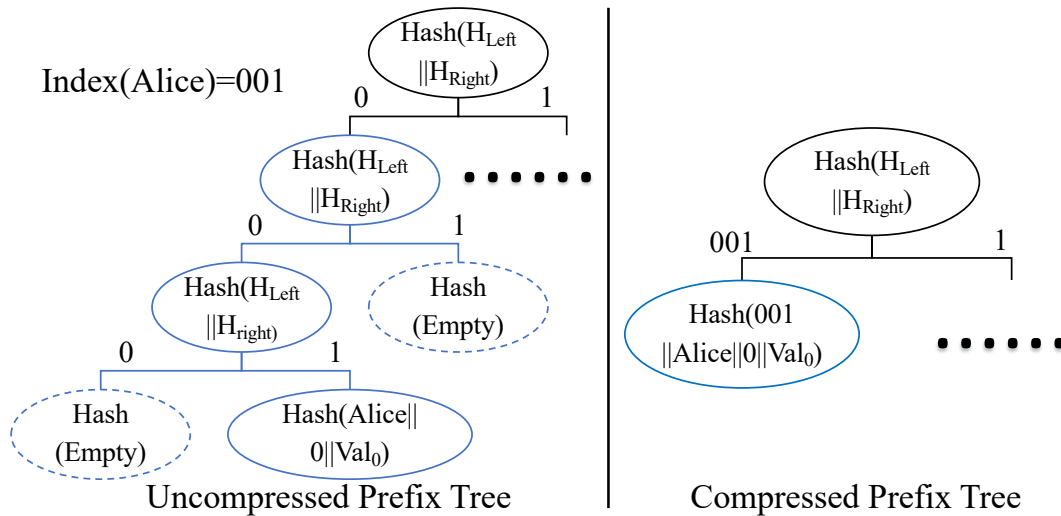 Hash(H_Left
||H_Right)
Index(Alice)=001
0
1
Hash(H_Left
||H_Right)
0
1
Hash(H_Left
||H_right)
Hash
(Empty)
0
1
Hash
(Empty)
Hash(Alice||
0||Val_0)
Uncompressed Prefix Tree
Hash(H_Left
||H_Right)
001
1
Hash(001
||Alice||0||Val_0)
Compressed Prefix Tree